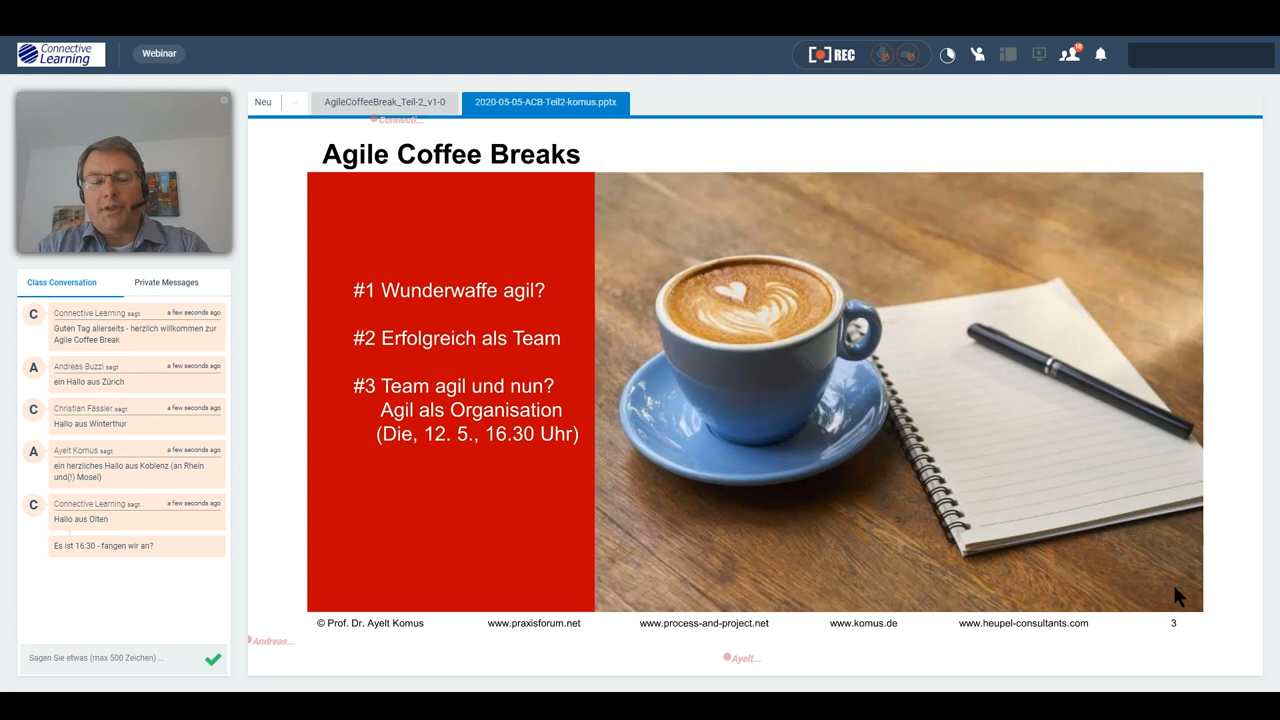 Connective
Learning
Webinar
REC
10
Neu
AgileCoffeeBreak_Teil-2_v1-0
2020-05-05-ACB-Teil2-komus.pptx
Connecti...
Agile Coffee Breaks
#1 Wunderwaffe agil?
#2 Erfolgreich als Team
#3 Team agil und nun?
Agil als Organisation
(Die, 12. 5., 16.30 Uhr)
© Prof. Dr. Ayelt Komus
www.praxisforum.net
www.process-and-project.net
www.komus.de
www.heupel-consultants.com
3
Andreas...
Ayelt...
Class Conversation
Private Messages
C
Connective Learning sagt
a few seconds ago
Guten Tag allerseits - herzlich willkommen zur
Agile Coffee Break
A
Andreas Buzzi sagt
a few seconds ago
ein Hallo aus Zürich
C
Christian Fässler sagt
a few seconds ago
Hallo aus Winterthur
A
Ayelt Komus sagt
a few seconds ago
ein herzliches Hallo aus Koblenz (an Rhein
und(!) Mosel)
C
Connective Learning sagt
a few seconds ago
Hallo aus Olten
Es ist 16:30 - fangen wir an?
Sagen Sie etwas (max 500 Zeichen) ...